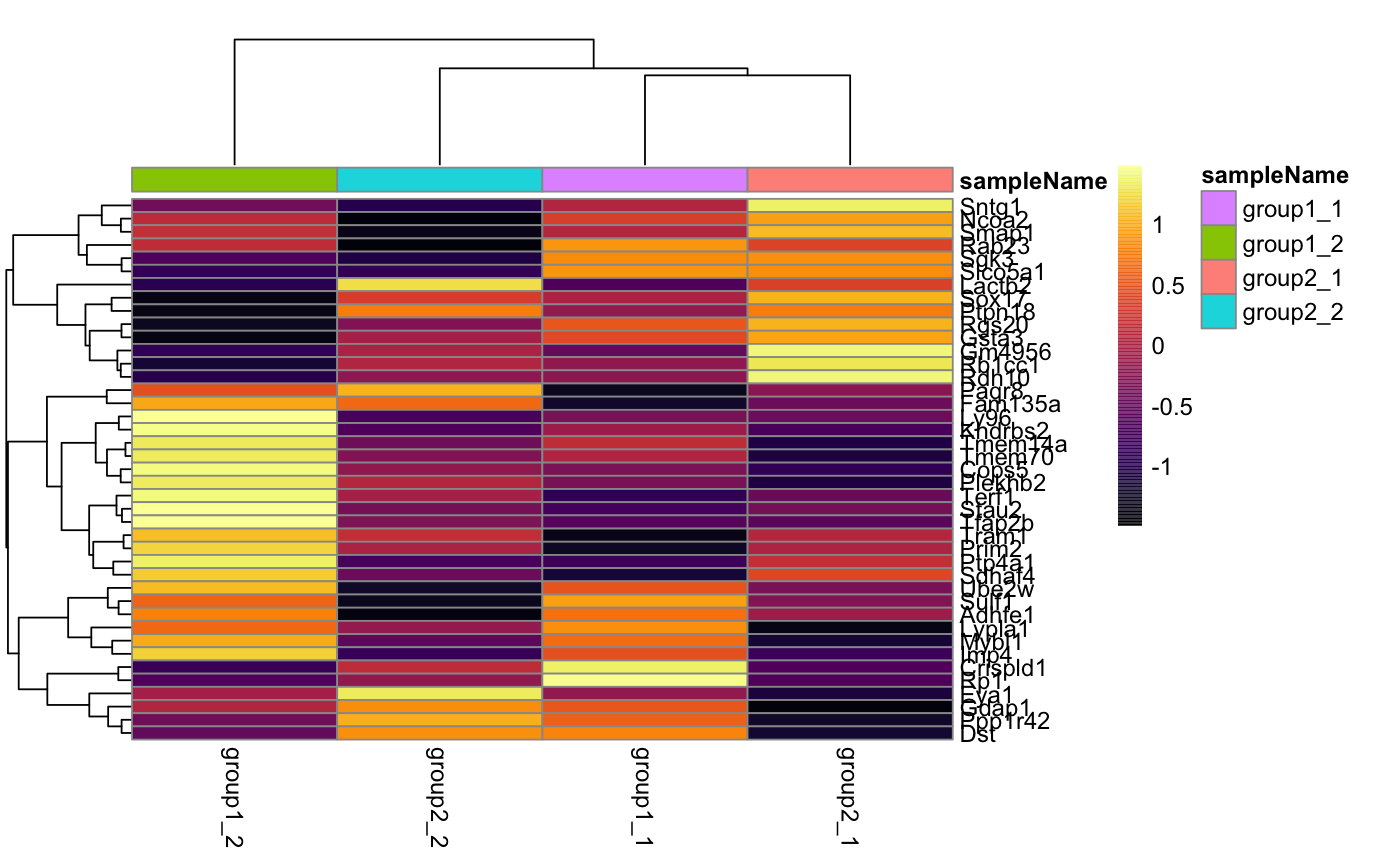 sampleName
Sntg1
Ncoa2
Smap1
Rab23
Sgk3
Slco5a1
Lactb2
Sox17
Ptpn18
Rgs20
Gsta3
Gm4956
Rb1cc1
Rdh10
Paqr8
Fam135a
Ly96
Khdrbs2
Tmem14a
Tmem70
Cops5
Plekhb2
Terf1
Stau2
Tfap2b
Tram1
Prim2
Ptp4a1
Sdhaf4
Ube2w
Sulf1
Adhfe1
Lypla1
Mybl1
Imp4
Crispld1
Rp1
Eya1
Gdap1
Ppp1r42
Dst
group1_2
group2_2
group1_1
group2_1
1
0.5
0
-0.5
-1
sampleName
group1_1
group1_2
group2_1
group2_2